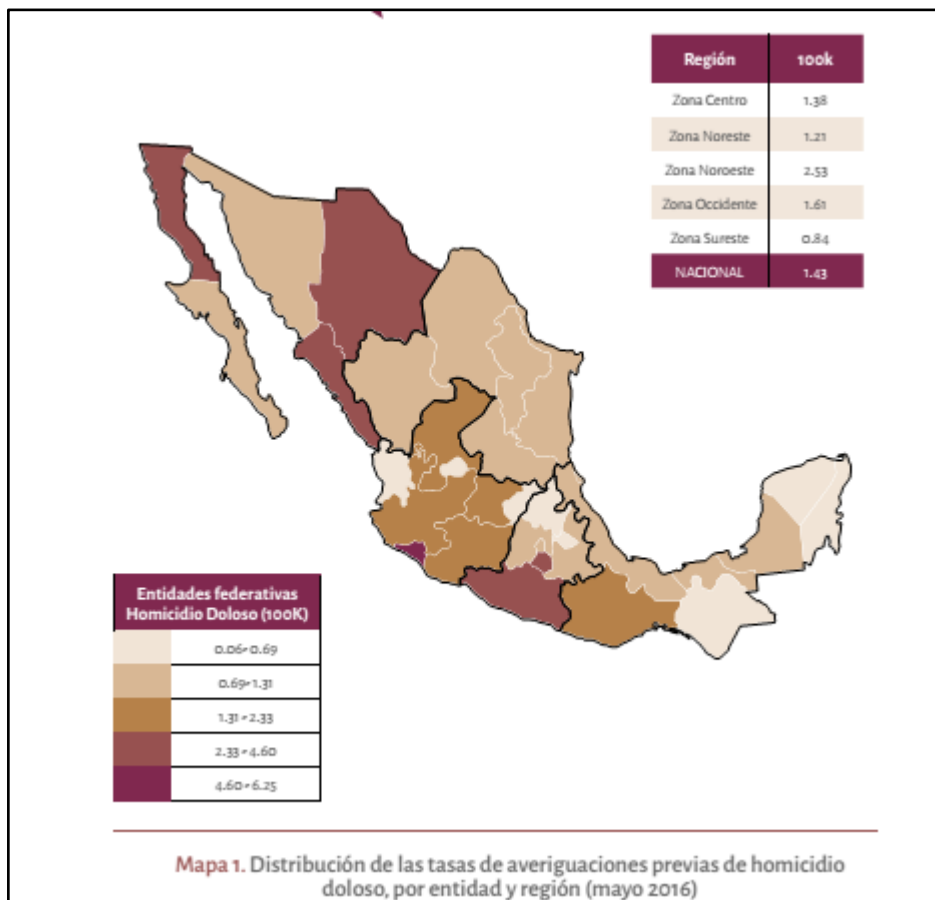 Región 100k
Zona Centro 1.38
Zona Noreste 1.21
Zona Noroeste 2.53
Zona Occidente 1.61
Zona Sureste 0.84
NACIONAL 1.43
Entidades federativas
Homicidio Doloso (100K)
0.06-0.69
0.69-1.31
1.31-2.33
2.33-4.60
4.60-6.25
Mapa 1. Distribución de las tasas de averiguaciones previas de homicidio
doloso, por entidad y región (mayo 2016)